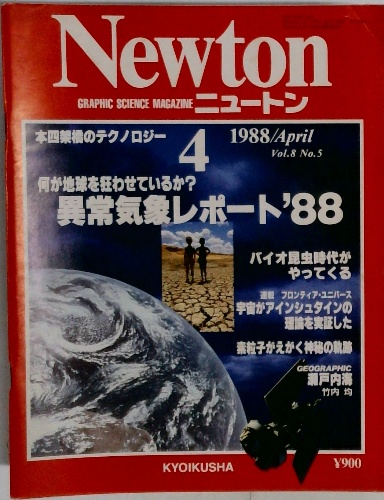 Newton
GRAPHIC SCIENCE MAGAZINE ニュートン
本四架橋のテクノロジー
4
1988/April
Vol.8 No.5
何が地球を狂わせているか?
異常気象レポート'88
バイオ昆虫時代が
やってくる
連載 フロンティア・ユニバース
宇宙がアインシュタインの
理論を実証した
素粒子がえがく神秘の軌跡
GEOGRAPHIC
瀬戸内海
竹内 均
¥900
KYOIKUSHA